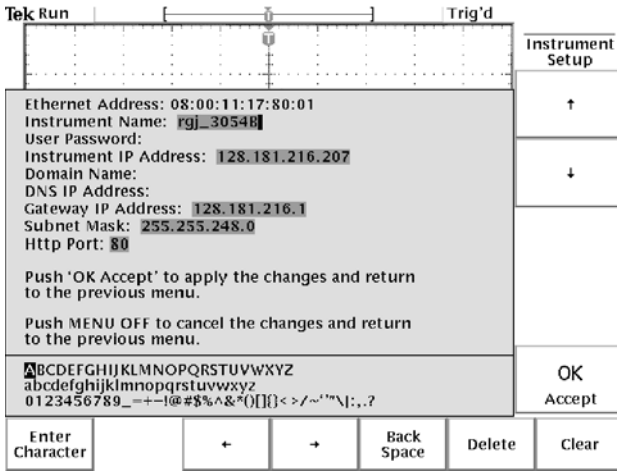 Tek Run
Trig'd
T
Instrument
Setup
Ethernet Address: 08:00:11:17:80:01
Instrument Name: rgj_3054B
User Password:
Instrument IP Address: 128.181.216.207
Domain Name:
DNS IP Address:
Gateway IP Address: 128.181.216.1
Subnet Mask: 255.255.248.0
Http Port: 80
Push 'OK Accept' to apply the changes and return
to the previous menu.
Push MENU OFF to cancel the changes and return
to the previous menu.
ABCDEFGHIJKLMNOPQRSTUVWXYZ
abcdefghijklmnopqrstuvwxyz
0123456789_=+-!@#$%^&*()[]{}<>/~'"\|:,.?
↑
↓
OK
Accept
Enter
Character
←
→
Back
Space
Delete
Clear